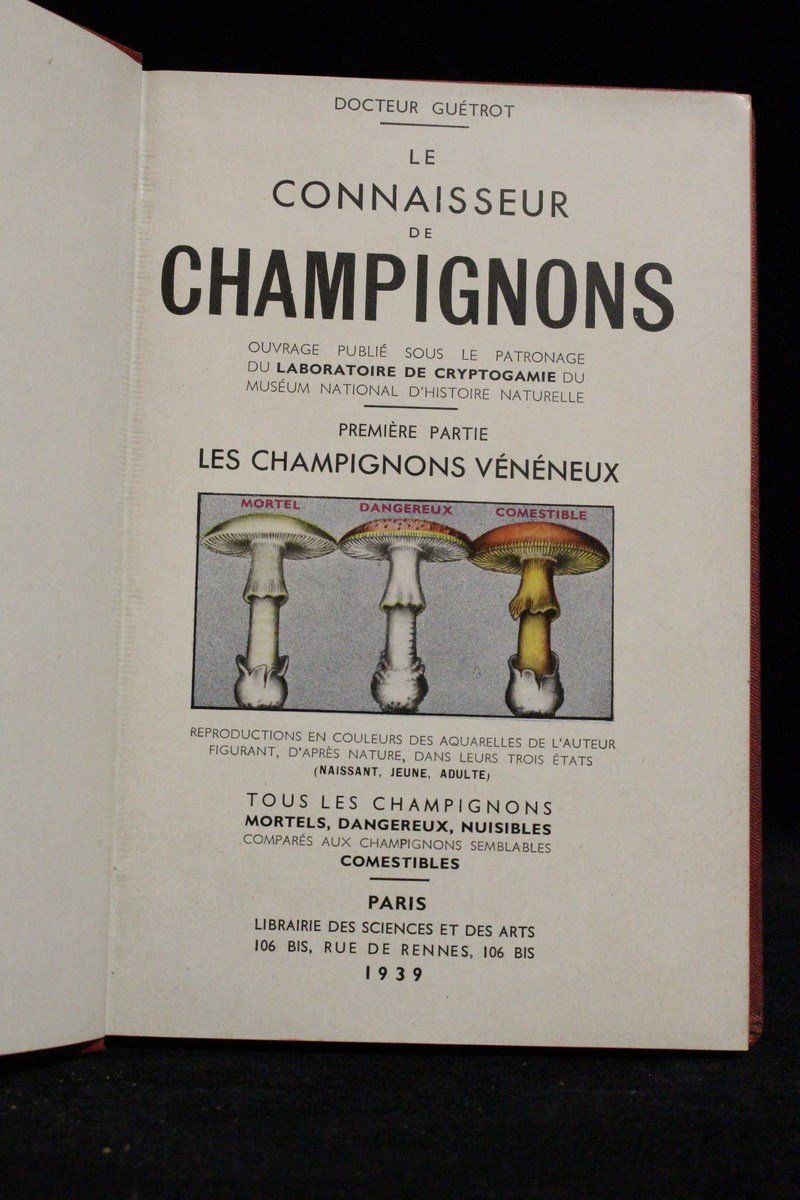 DOCTEUR GUÉTROT
LE
CONNAISSEUR
DE
CHAMPIGNONS
OUVRAGE PUBLIÉ SOUS LE PATRONAGE
DU LABORATOIRE DE CRYPTOGAMIE DU
MUSÉUM NATIONAL D'HISTOIRE NATURELLE
PREMIÈRE PARTIE
LES CHAMPIGNONS VÉNÉNEUX
MORTEL DANGEREUX COMESTIBLE
REPRODUCTIONS EN COULEURS DES AQUARELLES DE L'AUTEUR
FIGURANT, D'APRÈS NATURE, DANS LEURS TROIS ÉTATS
(NAISSANT, JEUNE, ADULTE)
TOUS LES CHAMPIGNONS
MORTELS, DANGEREUX, NUISIBLES
COMPARÉS AUX CHAMPIGNONS SEMBLABLES
COMESTIBLES
PARIS
LIBRAIRIE DES SCIENCES ET DES ARTS
106 BIS, RUE DE RENNES, 106 BIS
1939